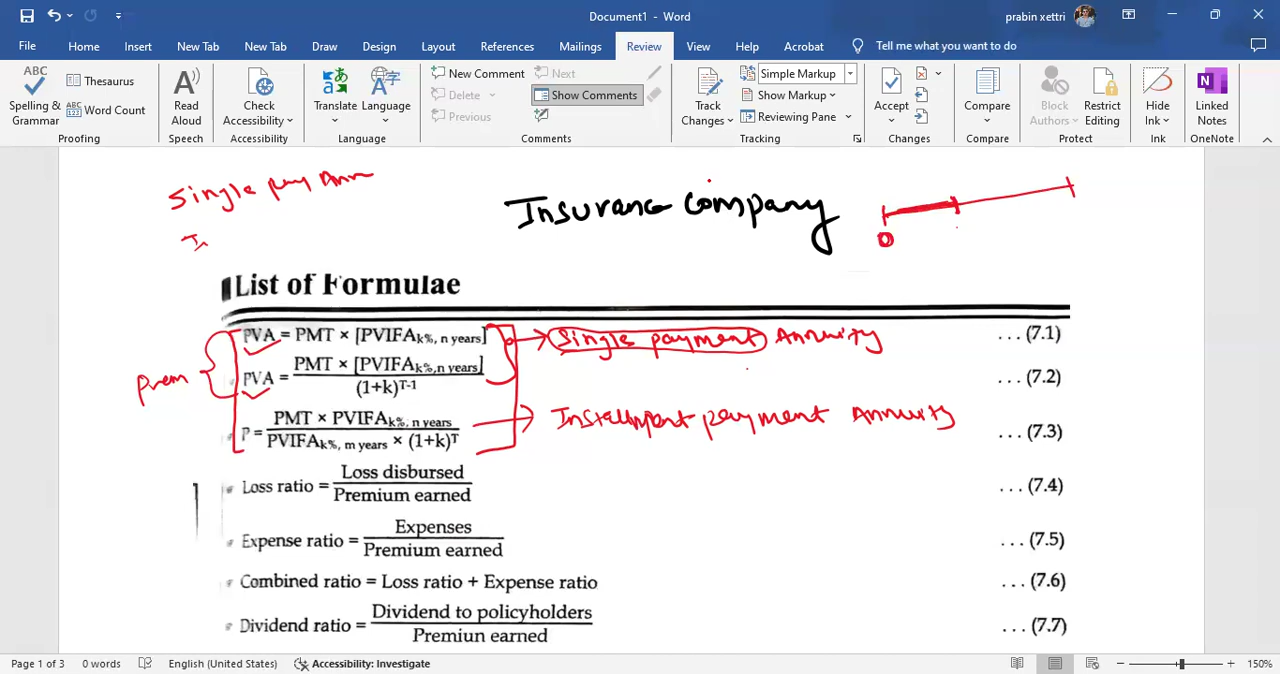 Document1 - Word
prabin xettri
File Home Insert New Tab New Tab Draw Design Layout References Mailings Review View Help Acrobat Tell me what you want to do
ABC Spelling & Grammar
Thesaurus
ABC 123 Word Count
Proofing
Read Aloud
Speech
Check Accessibility
Accessibility
Translate
Language
Language
New Comment
Delete
Previous
Next
Show Comments
Comments
Track Changes
Simple Markup
Show Markup
Reviewing Pane
Tracking
Accept
Changes
Compare
Compare
Block Authors
Restrict Editing
Protect
Hide Ink
Ink
Linked Notes
OneNote
Single pay Ann
Insurance company
0
List of Formulae
PVA = PMT × [PVIFAk%, n years] → Single payment Annuity ... (7.1)
Prem
PVA = PMT × [PVIFAk%,n years] / (1+k)T-1 ... (7.2)
P = PMT × PVIFAk%, n years / PVIFAk%, m years × (1+k)T → Installment payment Annuity ... (7.3)
Loss ratio = Loss disbursed / Premium earned ... (7.4)
Expense ratio = Expenses / Premium earned ... (7.5)
Combined ratio = Loss ratio + Expense ratio ... (7.6)
Dividend ratio = Dividend to policyholders / Premiun earned ... (7.7)
Page 1 of 3 0 words English (United States) Accessibility: Investigate 150%